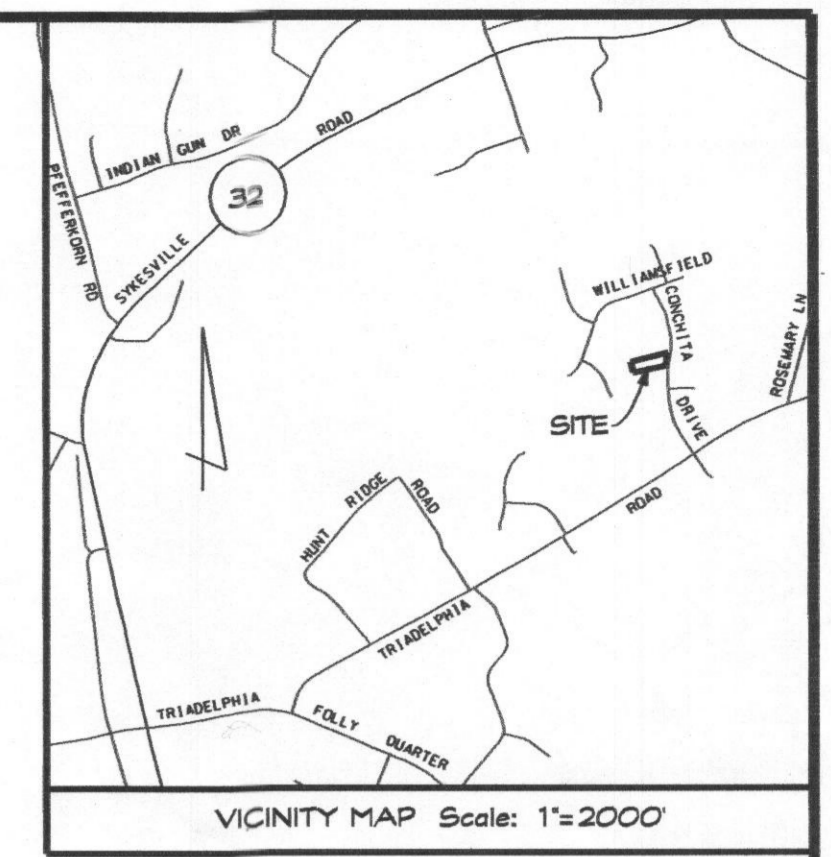 INDIAN GUN DR
ROAD
PFEFFERKORN RD
32
SYKESVILLE
WILLIAMSFIELD
CONCHITA
DRIVE
ROSEMARY LN
SITE
HUNT RIDGE ROAD
ROAD
TRIADELPHIA
TRIADELPHIA
FOLLY QUARTER
VICINITY MAP Scale: 1"=2000'